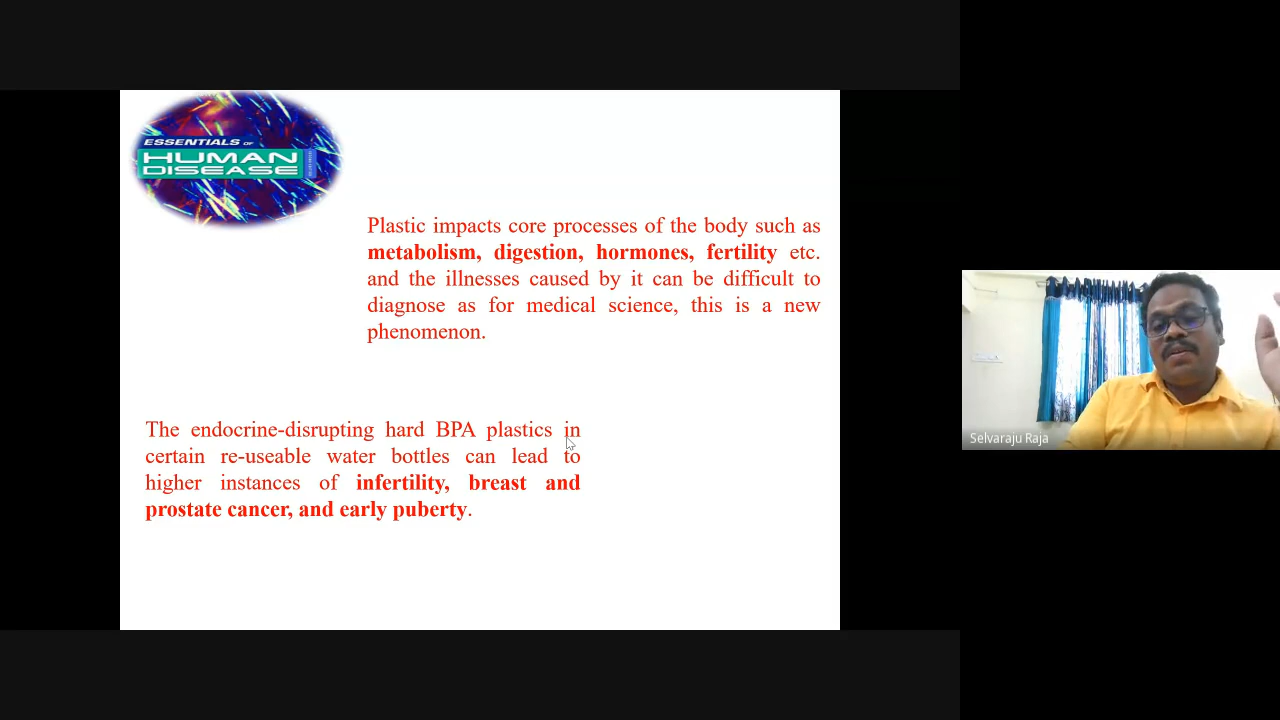 ESSENTIALS OF
HUMAN
DISEASE
Plastic impacts core processes of the body such as
metabolism, digestion, hormones, fertility etc.
and the illnesses caused by it can be difficult to
diagnose as for medical science, this is a new
phenomenon.
The endocrine-disrupting hard BPA plastics in
certain re-useable water bottles can lead to
higher instances of infertility, breast and
prostate cancer, and early puberty.
Selvaraju Raja